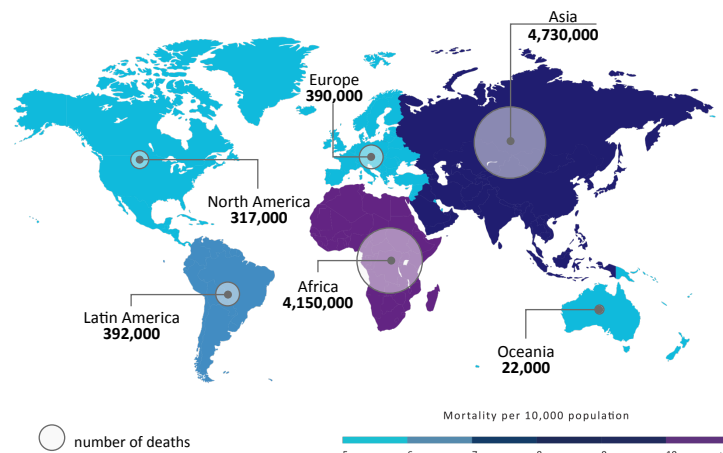 Asia
4,730,000
Europe
390,000
North America
317,000
Africa
4,150,000
Latin America
392,000
Oceania
22,000
Mortality per 10,000 population
number of deaths